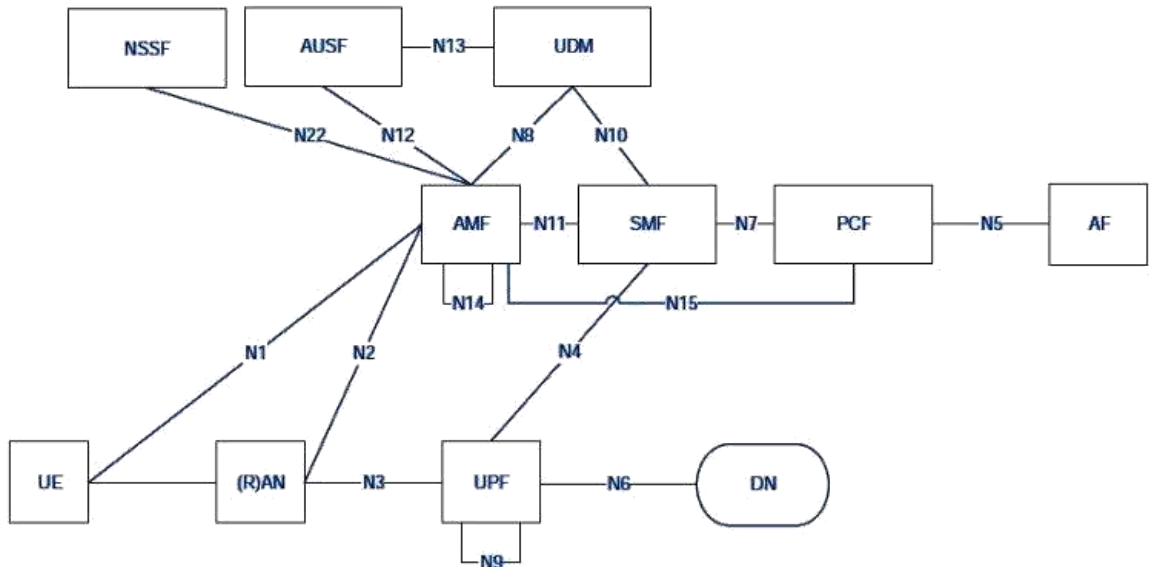 NSSF
AUSF
N13
UDM
N22
N12
N8
N10
AMF
N11
SMF
N7
PCF
N5
AF
N14
N15
N1
N2
N4
UE
(R)AN
N3
UPF
N6
DN
N9